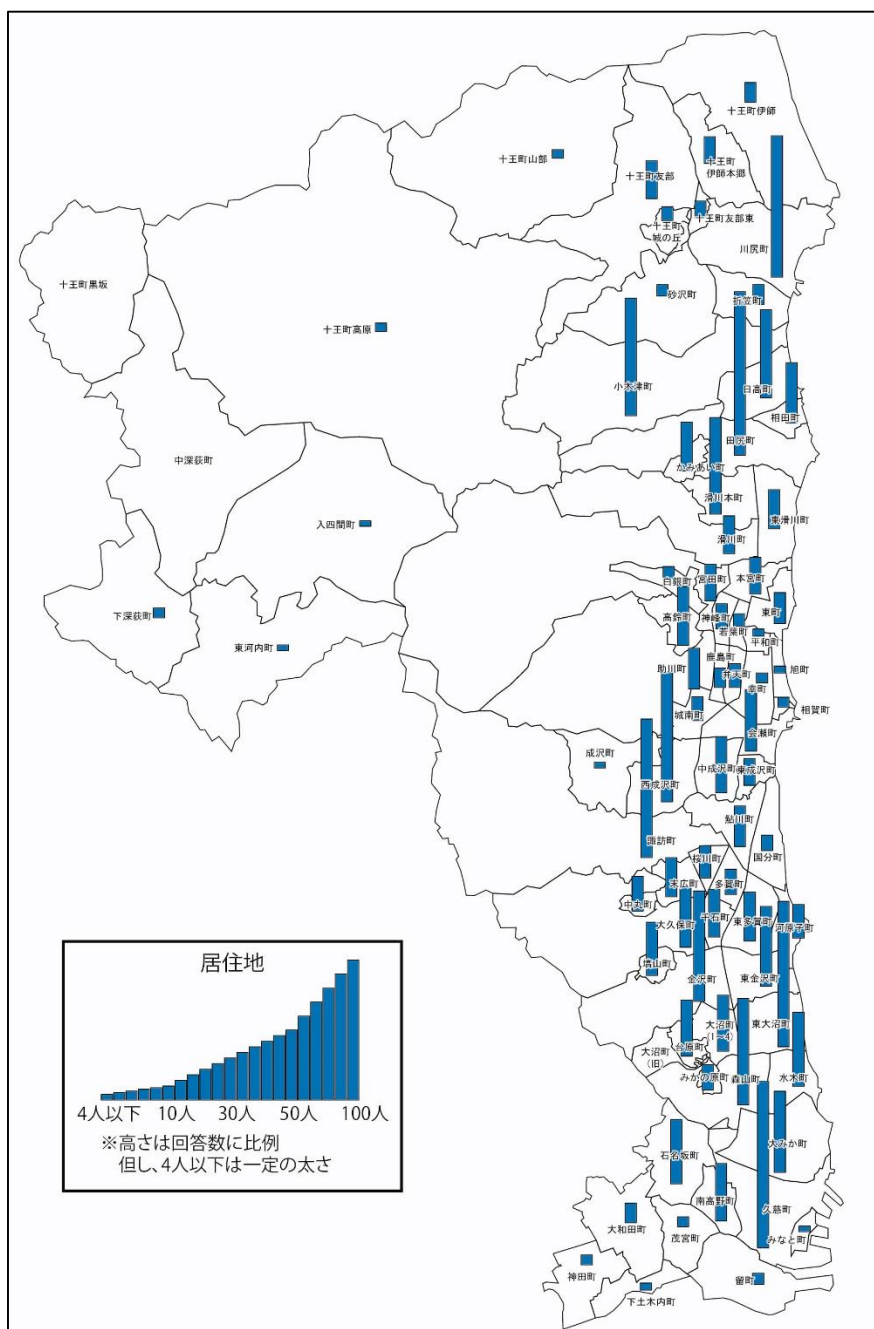 十王町伊師
十王町山部
十王町
伊師本郷
十王町友部
十王町友部東
十王町
城の丘
川尻町
十王町黒坂
砂沢町
折笠町
十王町高原
小木津町
日高町
相田町
田尻町
かみあい町
中深荻町
滑川本町
東滑川町
入四間町
滑川町
白銀町
宮田町
本宮町
下深荻町
高鈴町
神峰町
東町
若葉町
平和町
東河内町
助川町
鹿島町
弁天町
旭町
幸町
城南町
相賀町
会瀬町
成沢町
西成沢町
中成沢町
東成沢町
鮎川町
諏訪町
国分町
桜川町
末広町
多賀町
中丸町
大久保町
千石町
東多賀町
河原子町
塙山町
金沢町
東金沢町
大沼町
(1～4)
東大沼町
台原町
大沼町
(旧)
みかの原町
森山町
水木町
大みか町
石名坂町
南高野町
久慈町
大和田町
茂宮町
みなと町
神田町
留町
下土木内町
居住地
4人以下 10人 30人 50人 100人
※高さは回答数に比例
但し、4人以下は一定の太さ